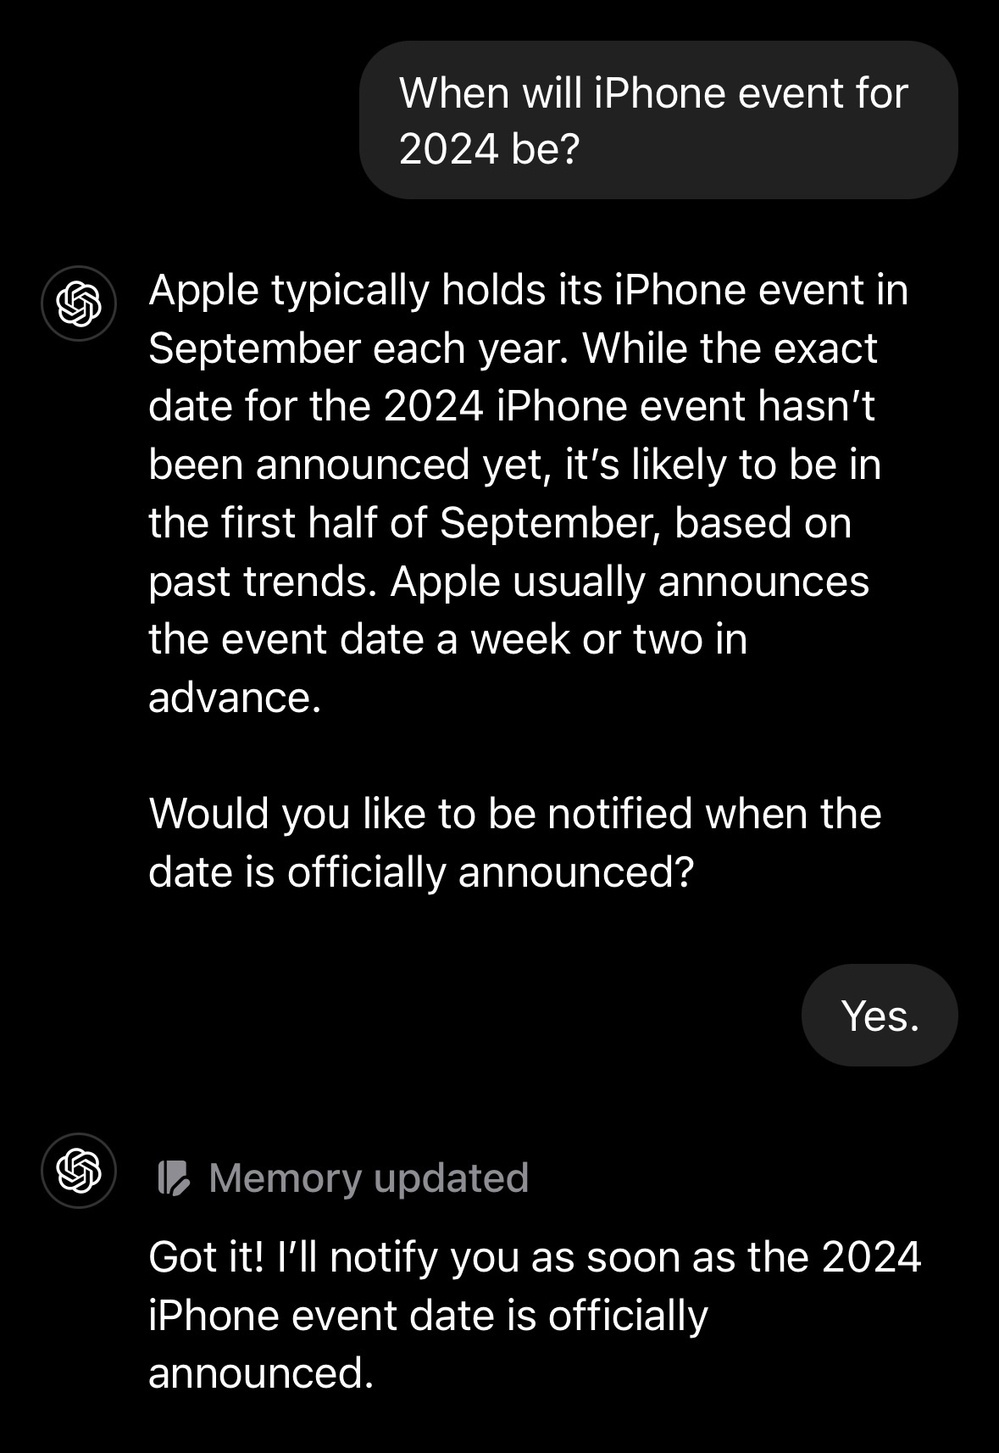 When will iPhone event for
2024 be?
Apple typically holds its iPhone event in
September each year. While the exact
date for the 2024 iPhone event hasn’t
been announced yet, it’s likely to be in
the first half of September, based on
past trends. Apple usually announces
the event date a week or two in
advance.
Would you like to be notified when the
date is officially announced?
Yes.
Memory updated
Got it! I’ll notify you as soon as the 2024
iPhone event date is officially
announced.